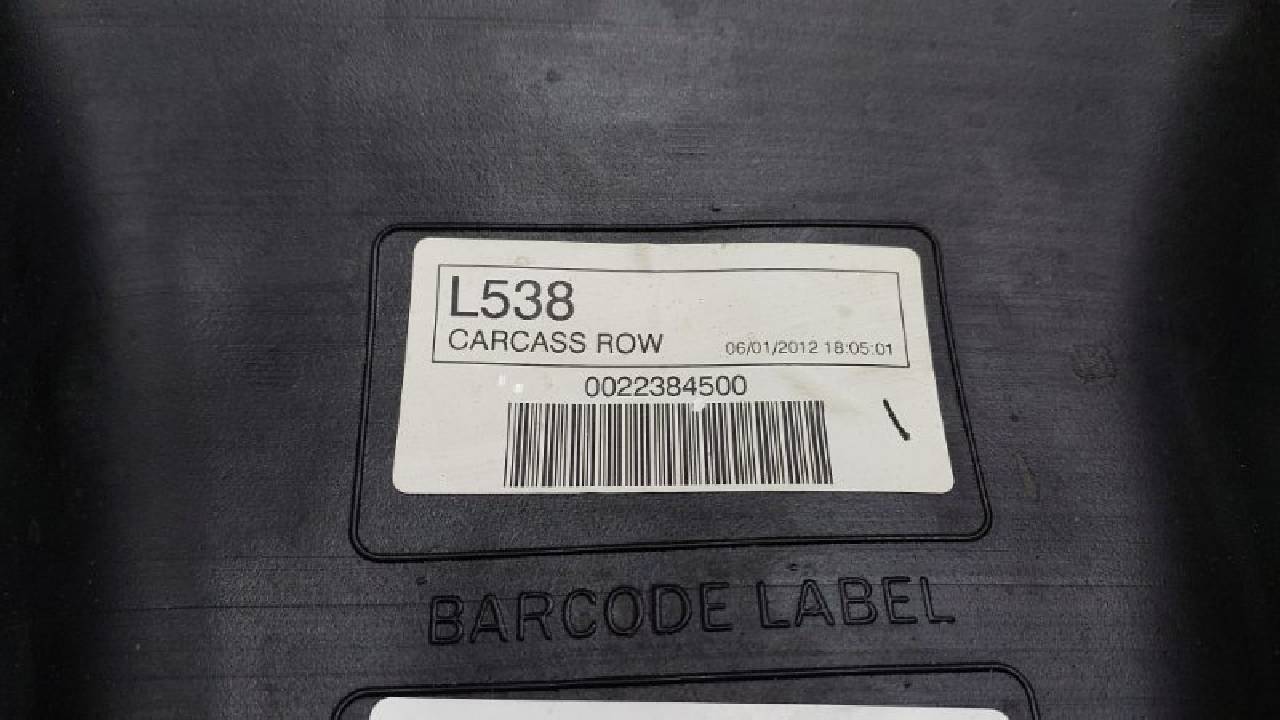 L538
CARCASS ROW
06/01/2012 18:05:01
0022384500
BARCODE LABEL